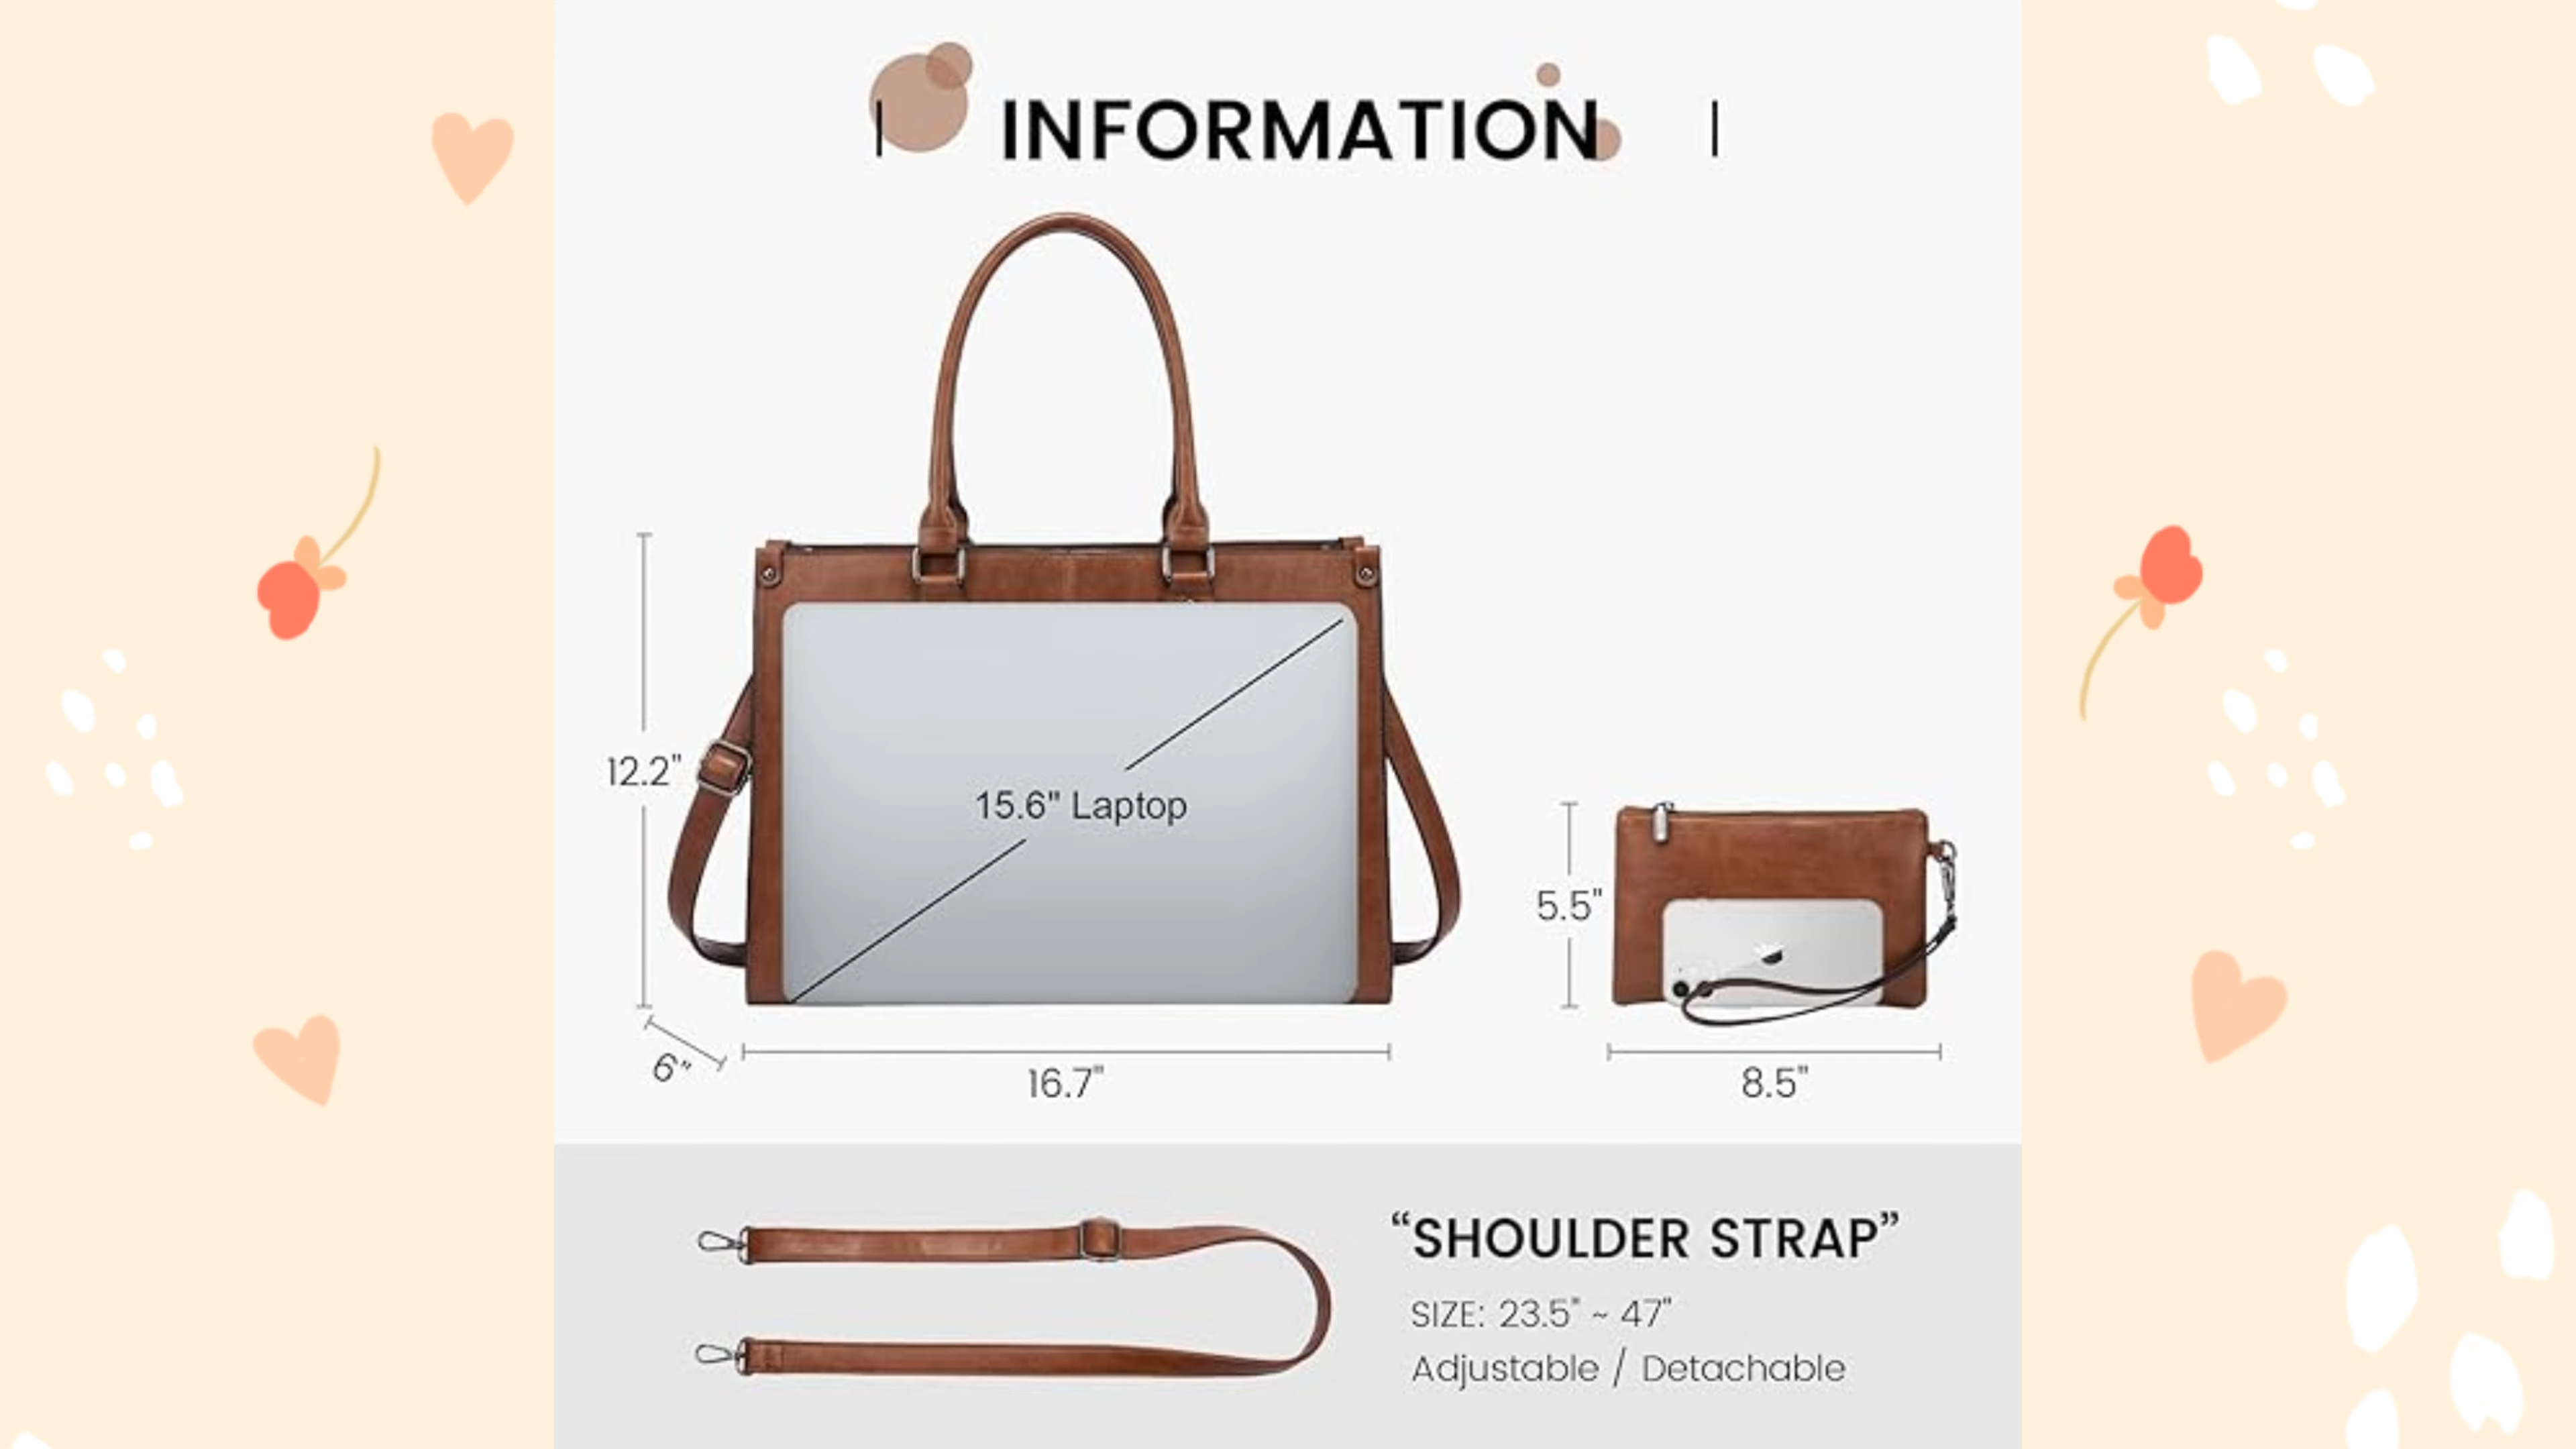 INFORMATION
12.2"
15.6" Laptop
5.5"
6"
16.7"
8.5"
“SHOULDER STRAP”
SIZE: 23.5" ~ 47"
Adjustable / Detachable